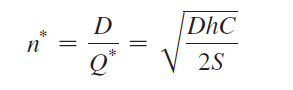 n* = D / Q* = √(DhC / 2S)